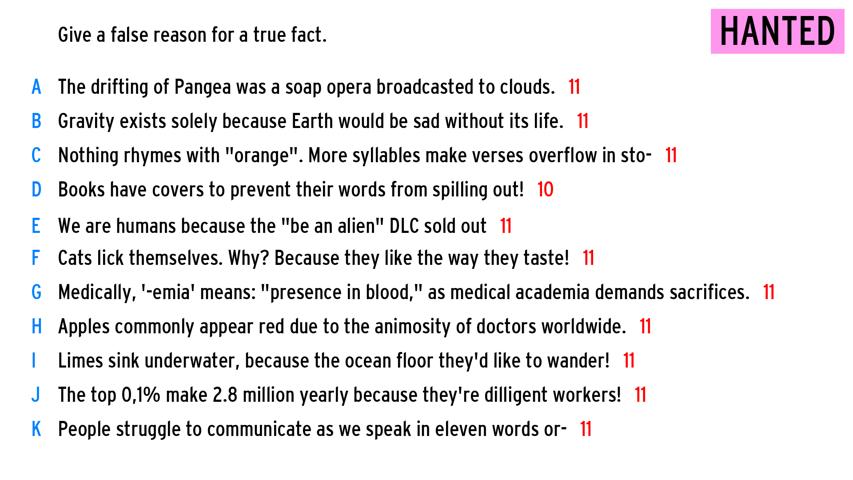 Give a false reason for a true fact.
HANTED
A The drifting of Pangea was a soap opera broadcasted to clouds. 11
B Gravity exists solely because Earth would be sad without its life. 11
C Nothing rhymes with "orange". More syllables make verses overflow in sto- 11
D Books have covers to prevent their words from spilling out! 10
E We are humans because the "be an alien" DLC sold out 11
F Cats lick themselves. Why? Because they like the way they taste! 11
G Medically, '-emia' means: "presence in blood," as medical academia demands sacrifices. 11
H Apples commonly appear red due to the animosity of doctors worldwide. 11
I Limes sink underwater, because the ocean floor they'd like to wander! 11
J The top 0,1% make 2.8 million yearly because they're dilligent workers! 11
K People struggle to communicate as we speak in eleven words or- 11